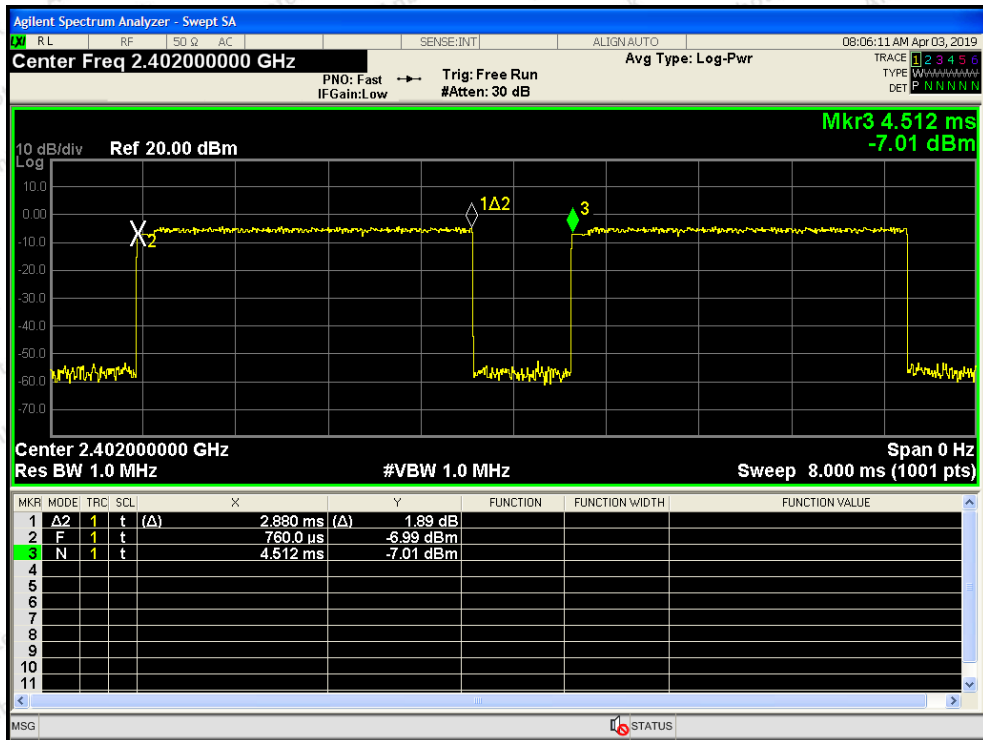 Agilent Spectrum Analyzer - Swept SA
LXI RL RF 50 Ω AC SENSE:INT ALIGN AUTO 08:06:11 AM Apr 03, 2019
Center Freq 2.402000000 GHz Avg Type: Log-Pwr TRACE 1 2 3 4 5 6
PNO: Fast Trig: Free Run TYPE WWWWWW
IFGain:Low #Atten: 30 dB DET P N N N N N
Mkr3 4.512 ms
10 dB/div Ref 20.00 dBm -7.01 dBm
Log
10.0
0.00
-10.0
-20.0
-30.0
-40.0
-50.0
-60.0
-70.0
2
1Δ2
3
Center 2.402000000 GHz Span 0 Hz
Res BW 1.0 MHz #VBW 1.0 MHz Sweep 8.000 ms (1001 pts)
MKR MODE TRC SCL X Y FUNCTION FUNCTION WIDTH FUNCTION VALUE
1 Δ2 1 t (Δ) 2.880 ms (Δ) 1.89 dB
2 F 1 t 760.0 µs -6.99 dBm
3 N 1 t 4.512 ms -7.01 dBm
4
5
6
7
8
9
10
11
MSG STATUS